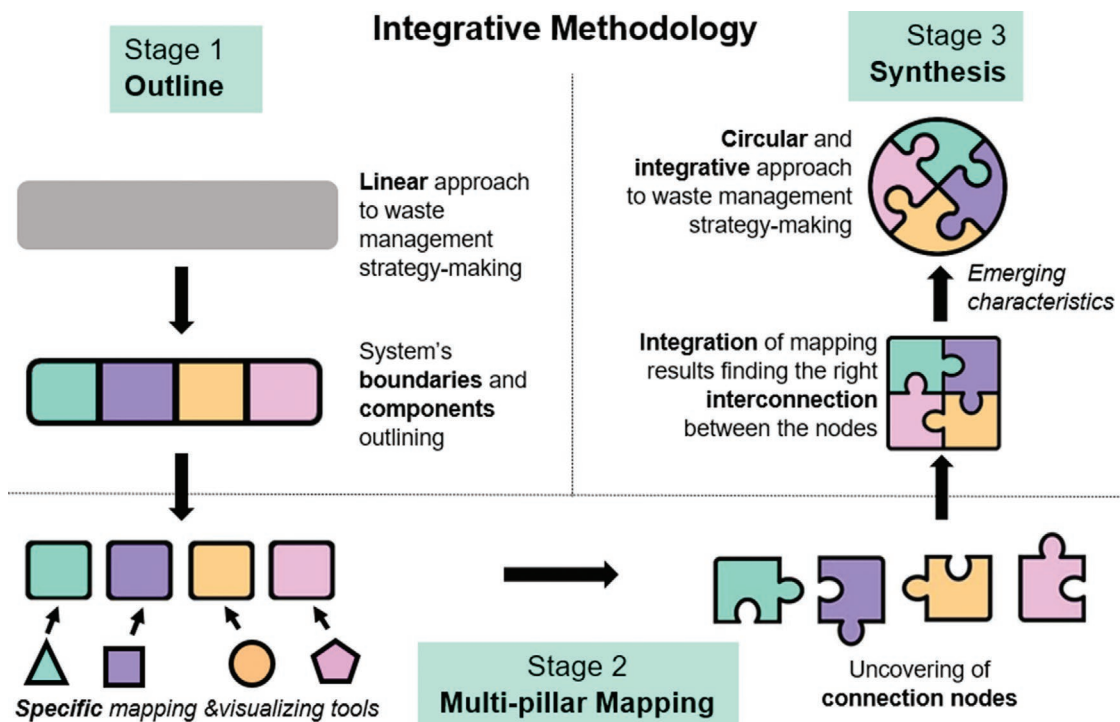 Integrative Methodology
Stage 1
Outline
Linear approach
to waste
management
strategy-making
System's
boundaries and
components
outlining
Specific mapping &visualizing tools
Stage 2
Multi-pillar Mapping
Uncovering of
connection nodes
Stage 3
Synthesis
Circular and
integrative approach
to waste management
strategy-making
Emerging
characteristics
Integration of mapping
results finding the right
interconnection
between the nodes